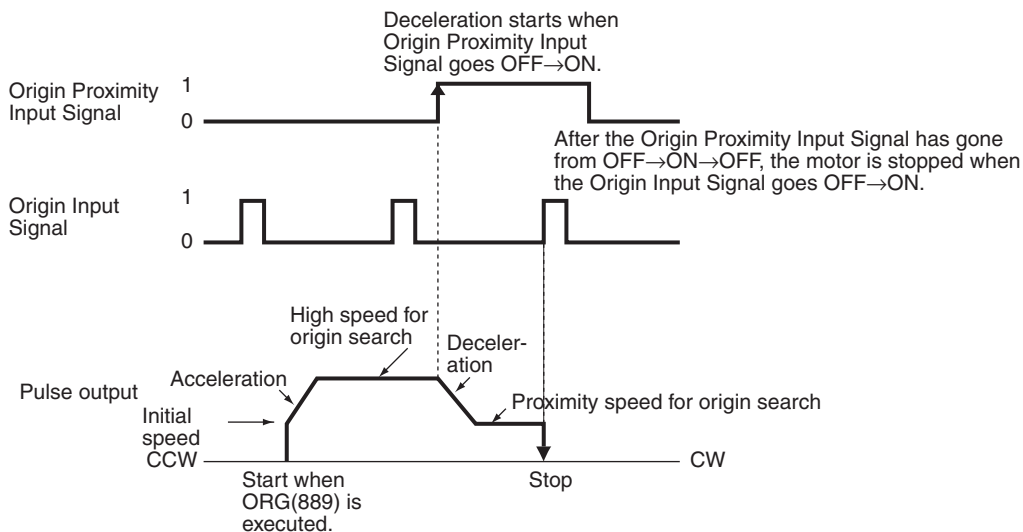 Deceleration starts when
Origin Proximity Input
Signal goes OFF→ON.
Origin Proximity
Input Signal
1
0
After the Origin Proximity Input Signal has gone
from OFF→ON→OFF, the motor is stopped when
the Origin Input Signal goes OFF→ON.
Origin Input
Signal
1
0
High speed for
origin search
Deceler-
ation
Acceleration
Pulse output
Proximity speed for origin search
Initial
speed
CCW
CW
Start when
ORG(889) is
executed.
Stop